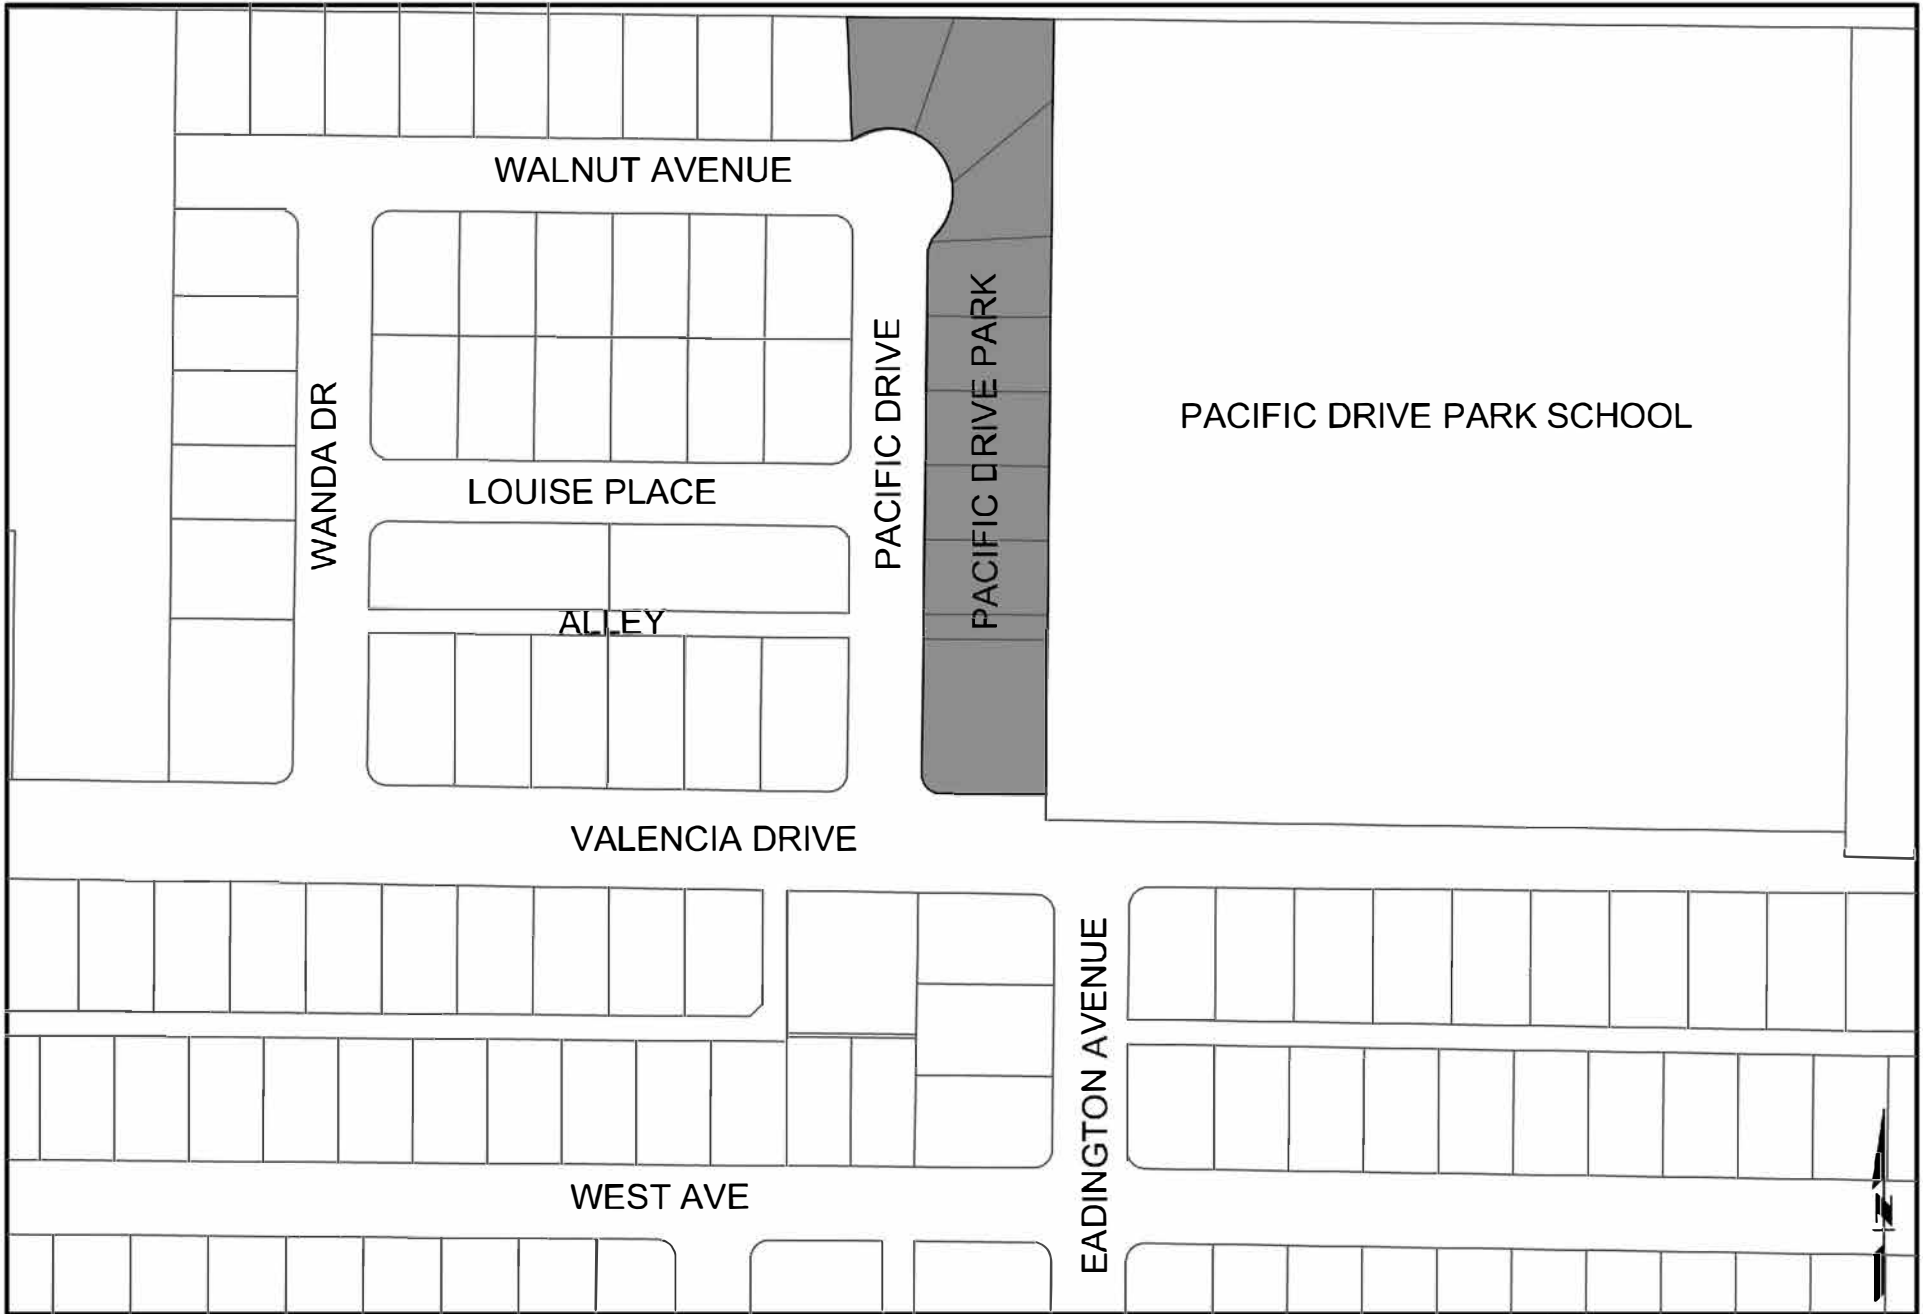 WALNUT AVENUE
WANDA DR
PACIFIC DRIVE
PACIFIC DRIVE PARK
PACIFIC DRIVE PARK SCHOOL
LOUISE PLACE
ALLEY
VALENCIA DRIVE
EADINGTON AVENUE
WEST AVE
N